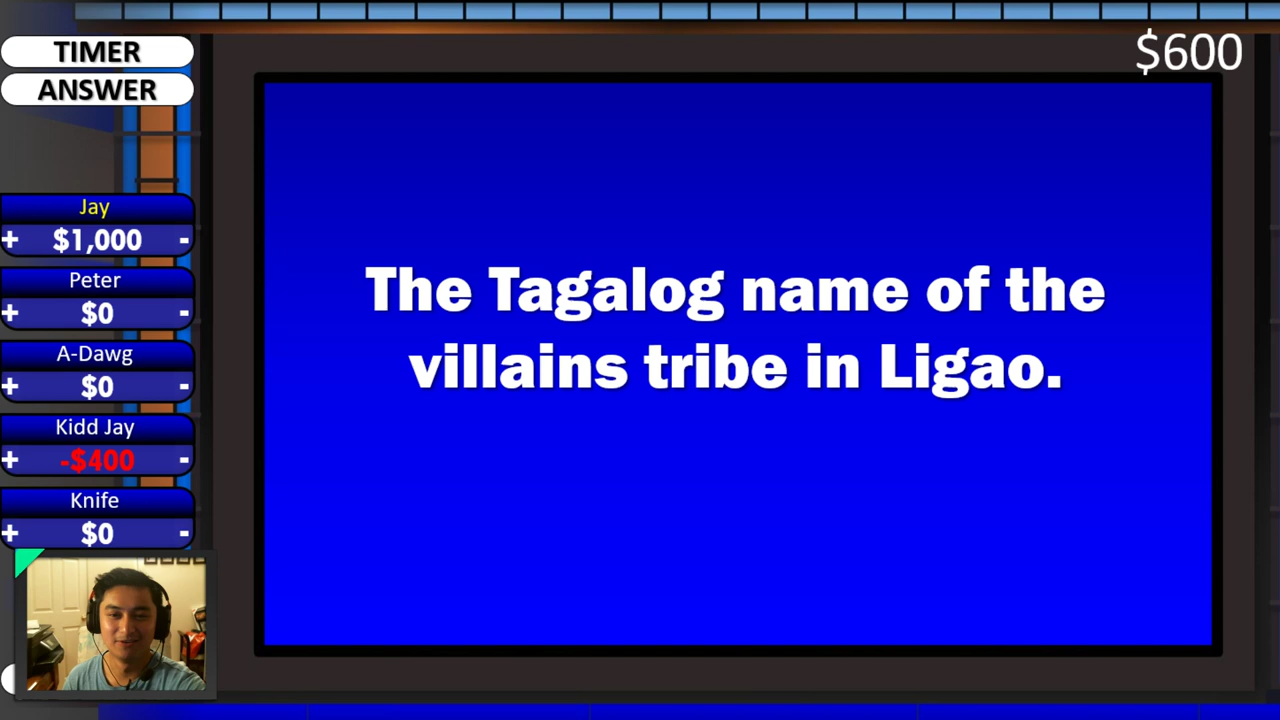 $600
TIMER
ANSWER
The Tagalog name of the
villains tribe in Ligao.
Jay
+ $1,000 -
Peter
+ $0 -
A-Dawg
+ $0 -
Kidd Jay
+ -$400 -
Knife
+ $0 -